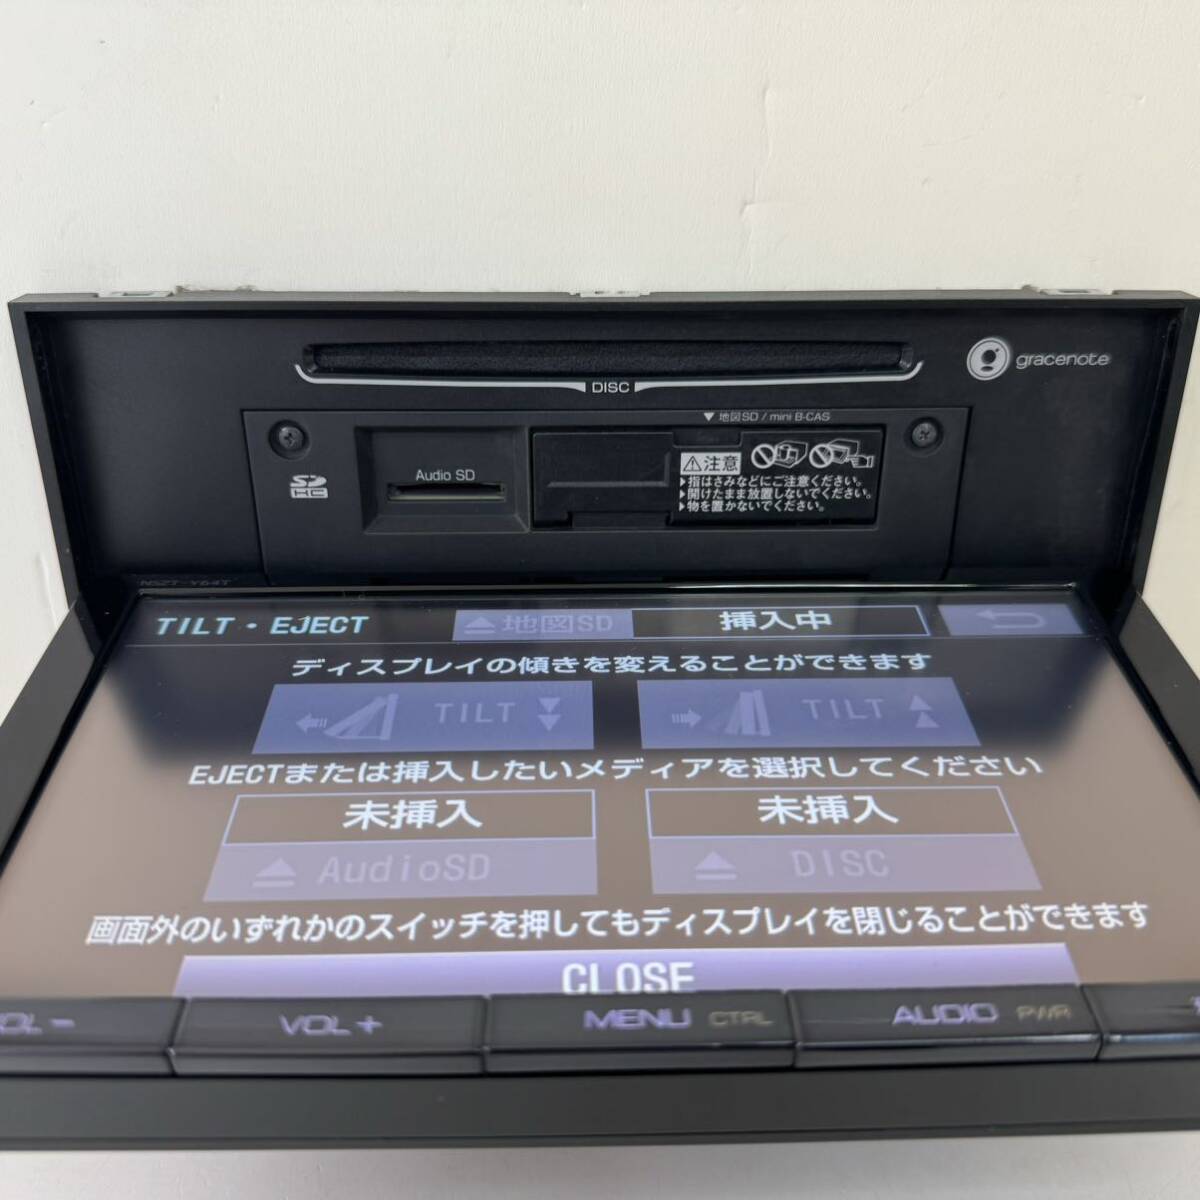 DISC
gracenote
▼地図SD / mini B-CAS
Audio SD
SD
HC
⚠注意
▶指はさみなどにご注意ください。
▶開けたまま放置しないでください。
▶物を置かないでください。
NSZT-Y64T
TILT・EJECT
⏏地図SD 挿入中
ディスプレイの傾きを変えることができます
TILT TILT
EJECTまたは挿入したいメディアを選択してください
未挿入 未挿入
⏏AudioSD ⏏DISC
画面外のいずれかのスイッチを押してもディスプレイを閉じることができます
CLOSE
VOL+ MENU CTRL AUDIO PWR